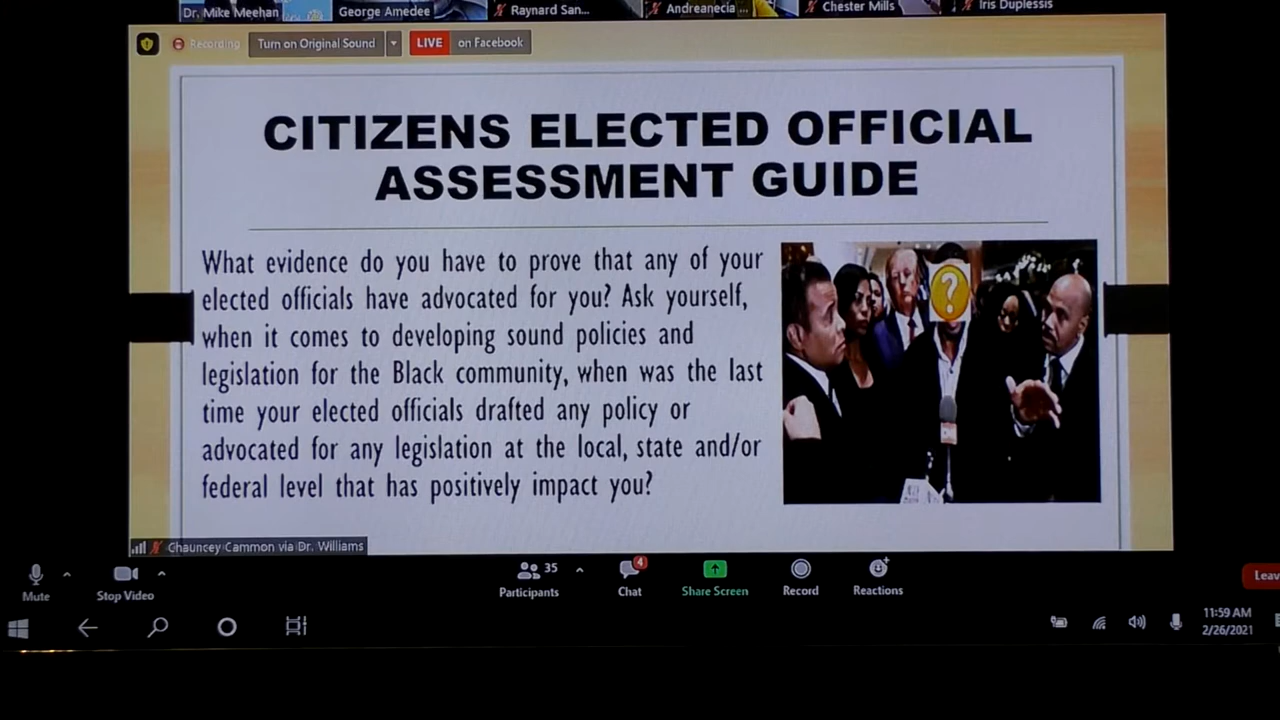 Dr. Mike Meehan
George Amedee
Raynard San...
Andreanecia ...
Chester Mills
Iris Duplessis
Recording
Turn on Original Sound
LIVE on Facebook
CITIZENS ELECTED OFFICIAL
ASSESSMENT GUIDE
What evidence do you have to prove that any of your
elected officials have advocated for you? Ask yourself,
when it comes to developing sound policies and
legislation for the Black community, when was the last
time your elected officials drafted any policy or
advocated for any legislation at the local, state and/or
federal level that has positively impact you?
?
Chauncey Cammon via Dr. Williams
Mute
Stop Video
35
Participants
4
Chat
Share Screen
Record
Reactions
Leav
11:59 AM
2/26/2021